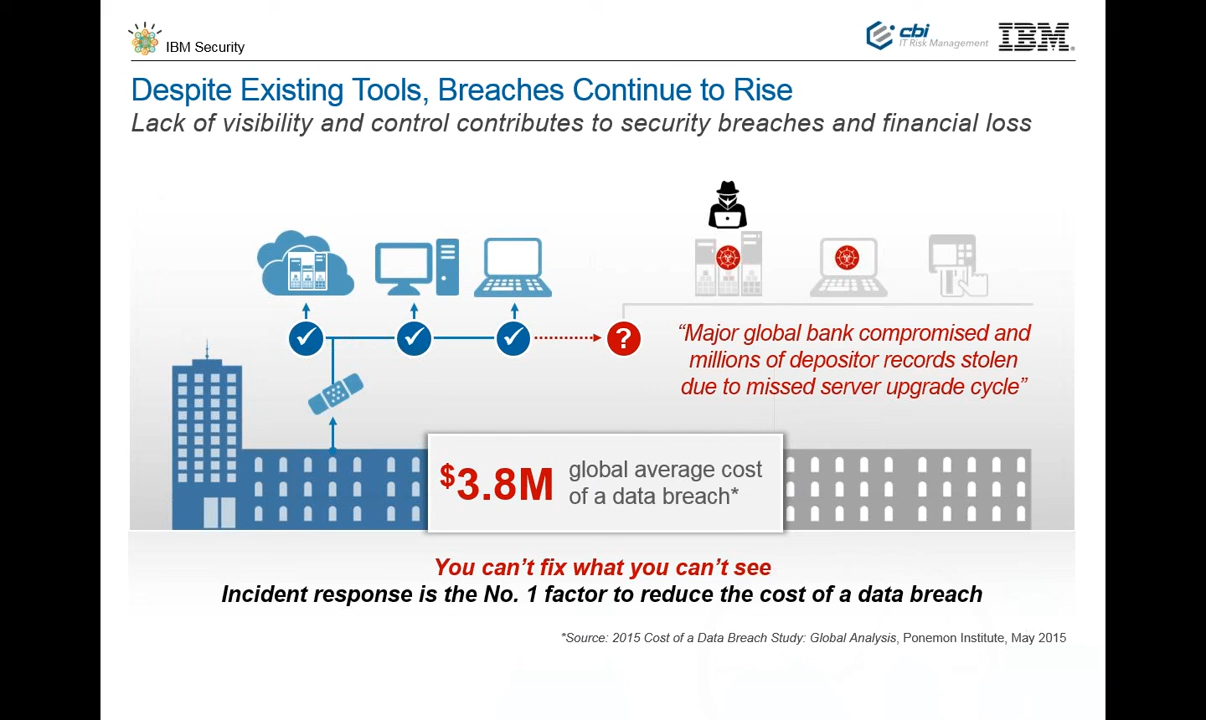 IBM Security
cbi
IT Risk Management
IBM®
Despite Existing Tools, Breaches Continue to Rise
Lack of visibility and control contributes to security breaches and financial loss
?
“Major global bank compromised and
millions of depositor records stolen
due to missed server upgrade cycle”
$3.8M
global average cost
of a data breach*
You can’t fix what you can’t see
Incident response is the No. 1 factor to reduce the cost of a data breach
*Source: 2015 Cost of a Data Breach Study: Global Analysis, Ponemon Institute, May 2015